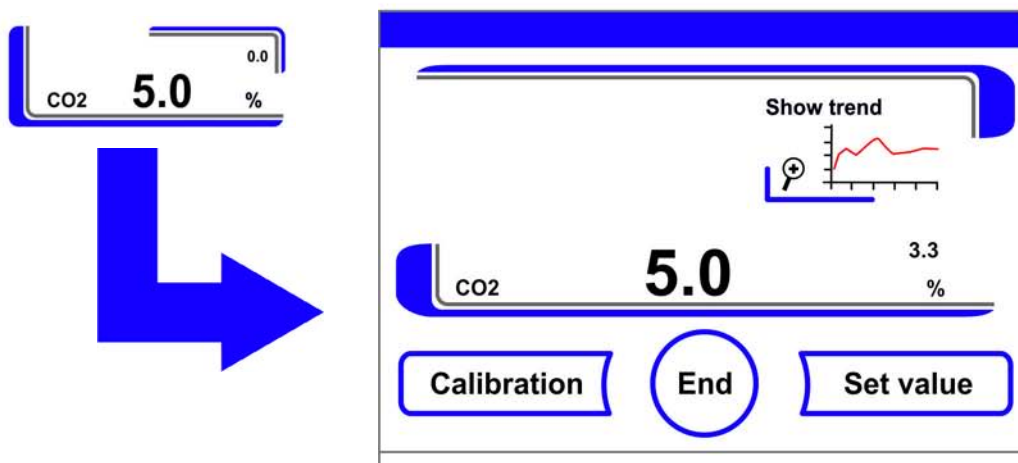 0.0
CO2 5.0 %
Show trend
3.3
CO2 5.0 %
Calibration End Set value